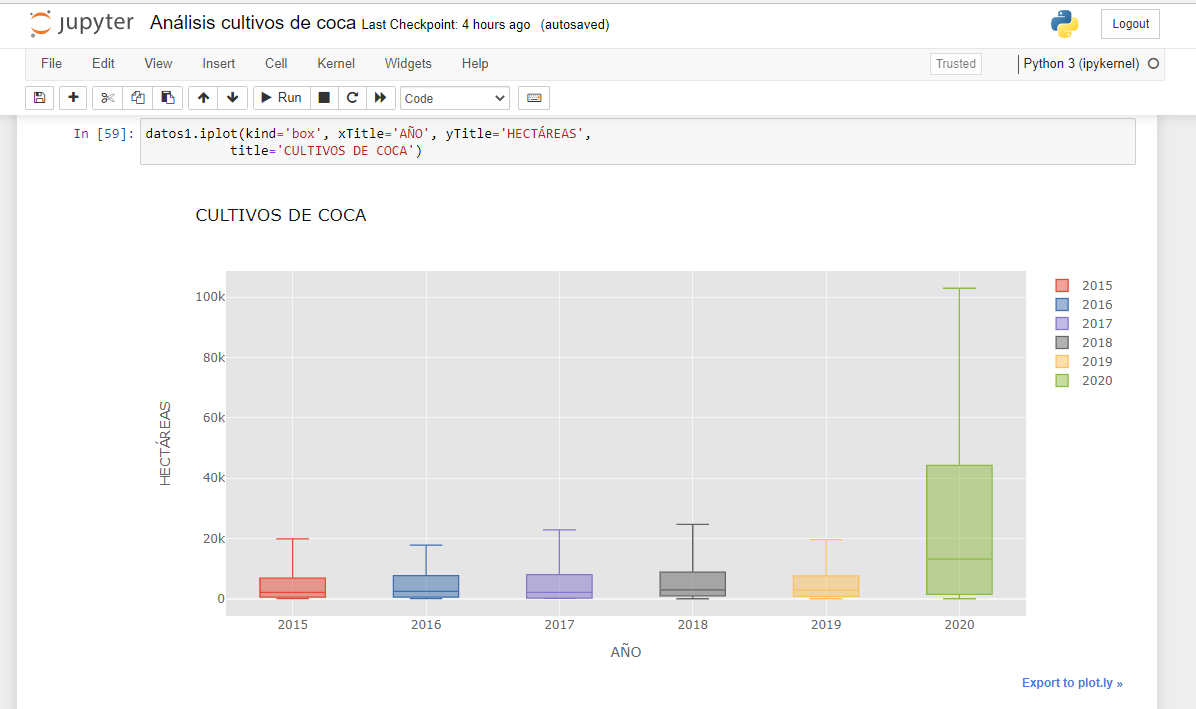 jupyter Análisis cultivos de coca Last Checkpoint: 4 hours ago (autosaved) Logout
File Edit View Insert Cell Kernel Widgets Help Trusted Python 3 (ipykernel)
Run Code
In [59]: datos1.iplot(kind='box', xTitle='AÑO', yTitle='HECTÁREAS',
title='CULTIVOS DE COCA')
CULTIVOS DE COCA
100k
80k
60k
40k
20k
0
HECTÁREAS
2015 2016 2017 2018 2019 2020
AÑO
2015
2016
2017
2018
2019
2020
Export to plot.ly »